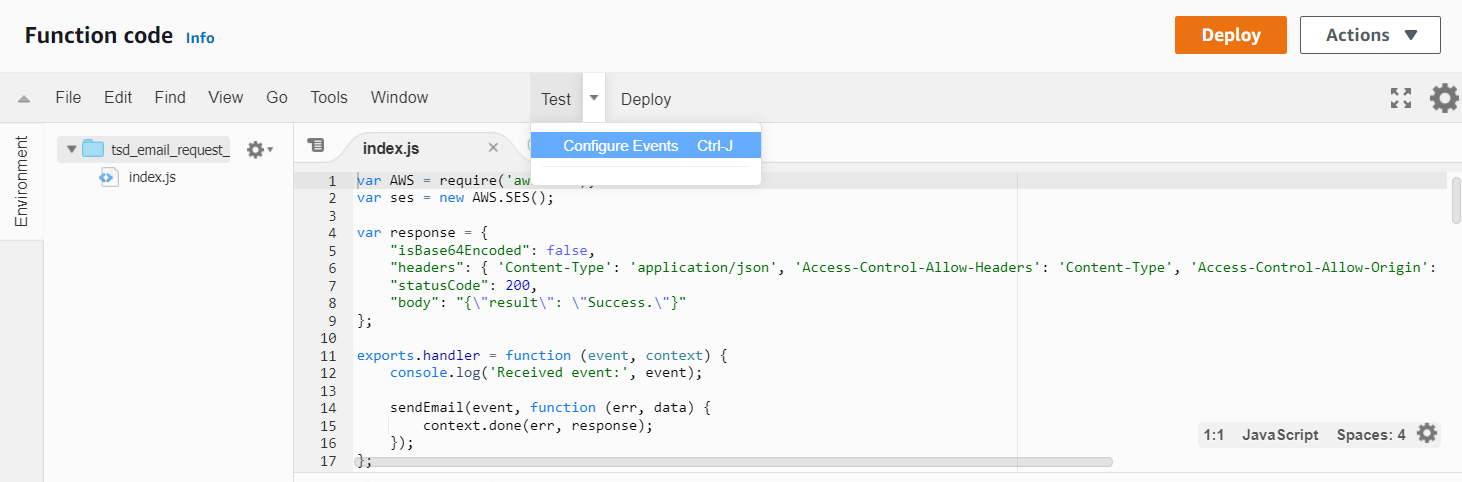 Function code Info
Deploy
Actions
File Edit Find View Go Tools Window
Test
Deploy
Configure Events Ctrl-J
Environment
tsd_email_request_
index.js
index.js
1 var AWS = require('aw
2 var ses = new AWS.SES();
3
4 var response = {
5 "isBase64Encoded": false,
6 "headers": { 'Content-Type': 'application/json', 'Access-Control-Allow-Headers': 'Content-Type', 'Access-Control-Allow-Origin':
7 "statusCode": 200,
8 "body": "{\"result\": \"Success.\"}"
9 };
10
11 exports.handler = function (event, context) {
12 console.log('Received event:', event);
13
14 sendEmail(event, function (err, data) {
15 context.done(err, response);
16 });
17 };
1:1 JavaScript Spaces: 4